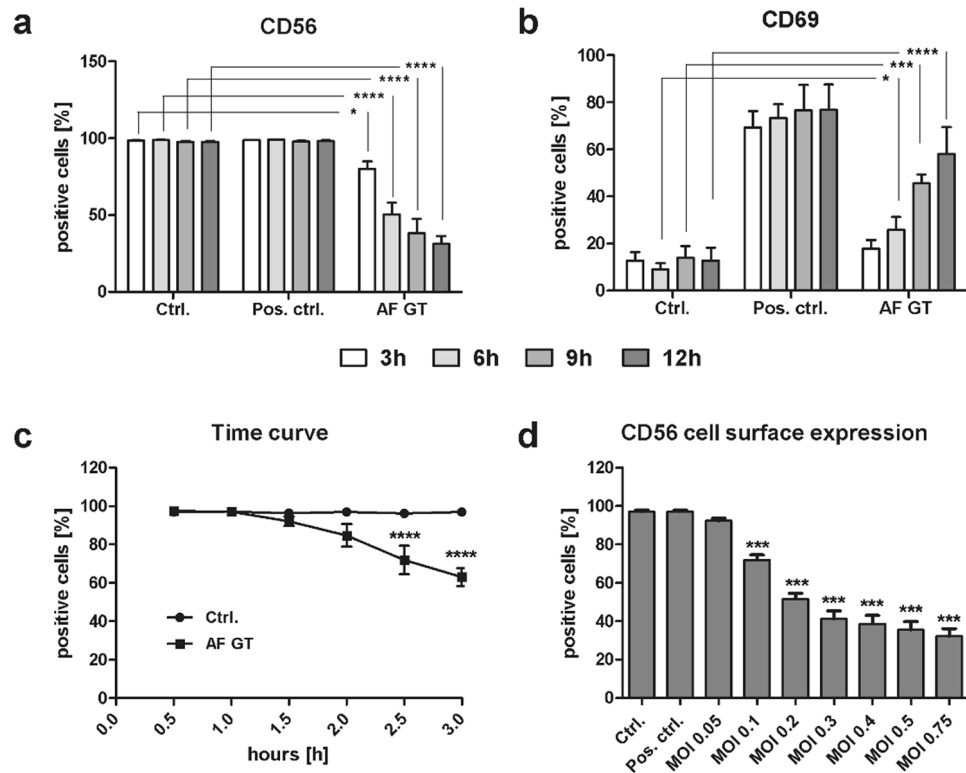 a
CD56
positive cells [%]
150
100
50
0
****
****
****
*
Ctrl.
Pos. ctrl.
AF GT
b
CD69
positive cells [%]
100
80
60
40
20
0
****
***
*
Ctrl.
Pos. ctrl.
AF GT
3h
6h
9h
12h
c
Time curve
positive cells [%]
120
100
80
60
40
20
0
****
****
Ctrl.
AF GT
0.0
0.5
1.0
1.5
2.0
2.5
3.0
hours [h]
d
CD56 cell surface expression
positive cells [%]
120
100
80
60
40
20
0
***
***
***
***
***
***
Ctrl.
Pos. ctrl.
MOI 0.05
MOI 0.1
MOI 0.2
MOI 0.3
MOI 0.4
MOI 0.5
MOI 0.75